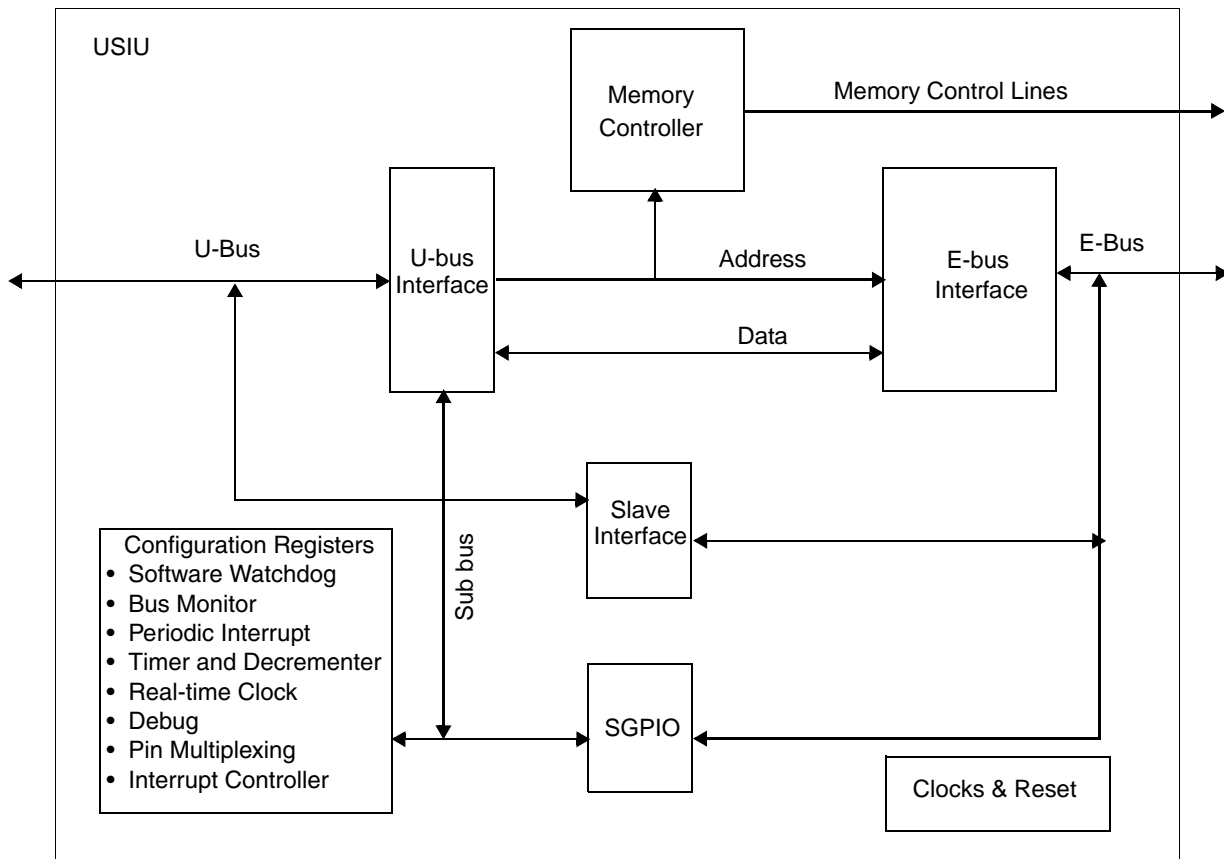 USIU
Memory
Controller
Memory Control Lines
U-Bus
U-bus
Interface
Address
E-bus
Interface
E-Bus
Data
Slave
Interface
Sub bus
Configuration Registers
• Software Watchdog
• Bus Monitor
• Periodic Interrupt
• Timer and Decrementer
• Real-time Clock
• Debug
• Pin Multiplexing
• Interrupt Controller
SGPIO
Clocks & Reset